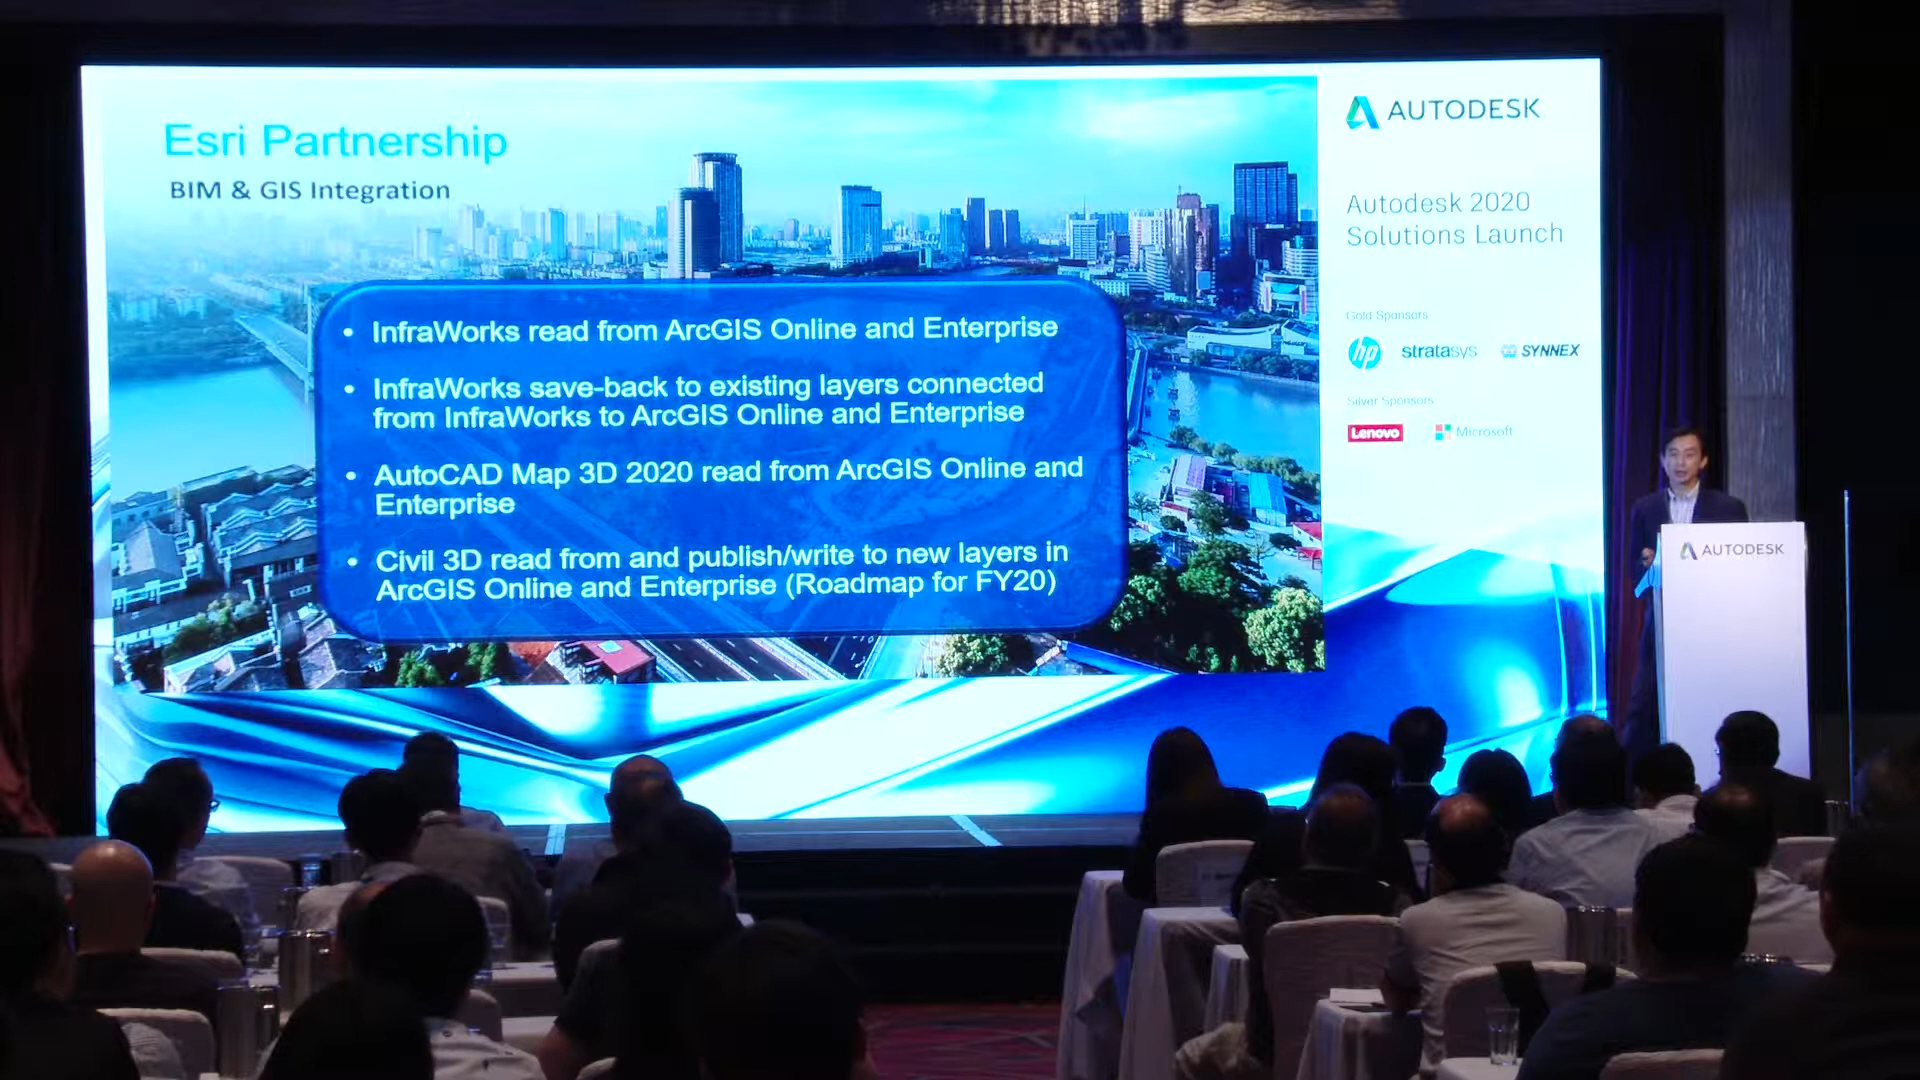 Esri Partnership
BIM & GIS Integration
• InfraWorks read from ArcGIS Online and Enterprise
• InfraWorks save-back to existing layers connected
from InfraWorks to ArcGIS Online and Enterprise
• AutoCAD Map 3D 2020 read from ArcGIS Online and
Enterprise
• Civil 3D read from and publish/write to new layers in
ArcGIS Online and Enterprise (Roadmap for FY20)
AUTODESK
Autodesk 2020
Solutions Launch
Gold Sponsors
hp stratasys SYNNEX
Silver Sponsors
Lenovo Microsoft
AUTODESK